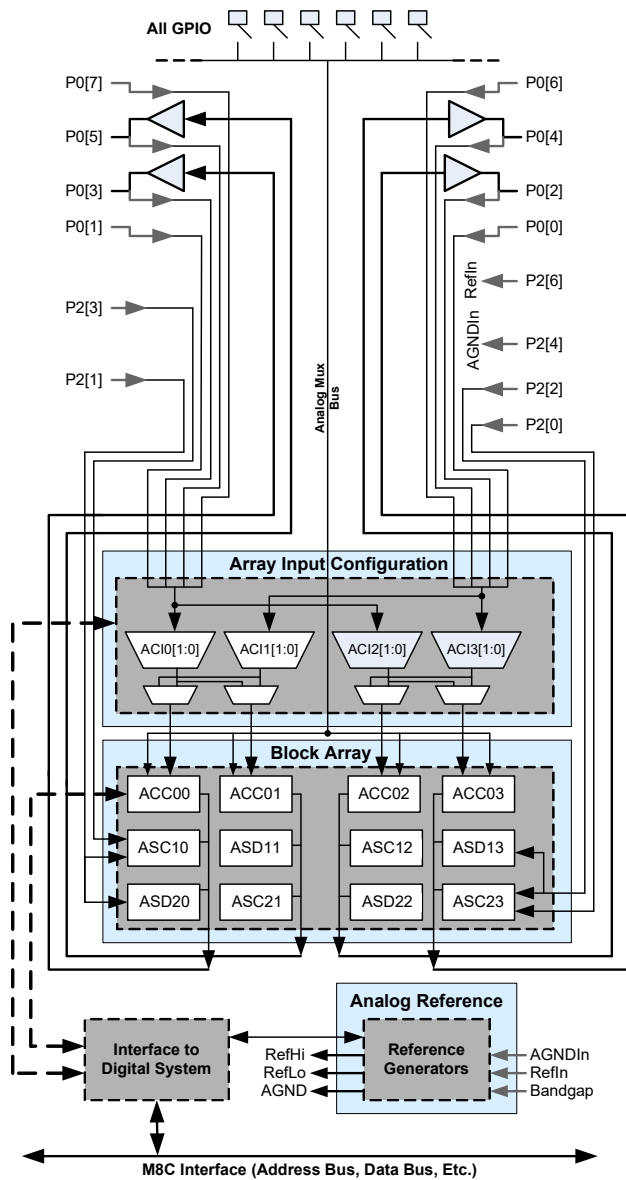 All GPIO
P0[7]
P0[6]
P0[5]
P0[4]
P0[3]
P0[2]
P0[1]
P0[0]
P2[6]
RefIn
P2[3]
P2[4]
AGNDIn
P2[1]
P2[2]
P2[0]
Analog Mux
Bus
Array Input Configuration
ACI0[1:0]
ACI1[1:0]
ACI2[1:0]
ACI3[1:0]
Block Array
ACC00
ACC01
ACC02
ACC03
ASC10
ASD11
ASC12
ASD13
ASD20
ASC21
ASD22
ASC23
Analog Reference
Interface to
Digital System
RefHi
RefLo
AGND
Reference
Generators
AGNDIn
RefIn
Bandgap
M8C Interface (Address Bus, Data Bus, Etc.)